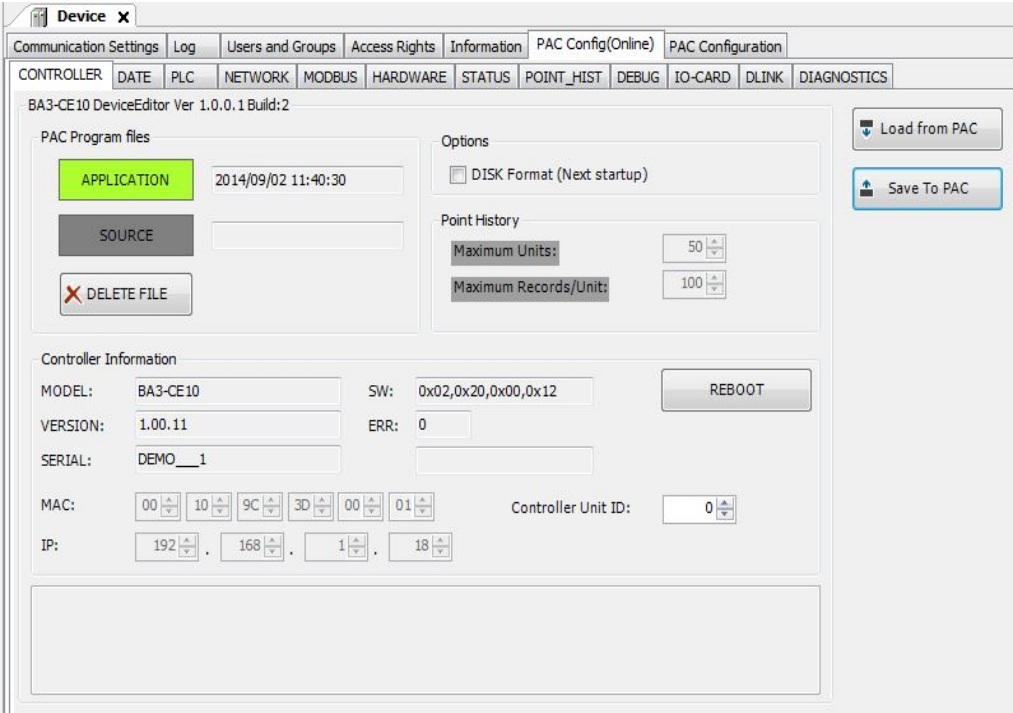 Device x
Communication Settings Log Users and Groups Access Rights Information PAC Config(Online) PAC Configuration
CONTROLLER DATE PLC NETWORK MODBUS HARDWARE STATUS POINT_HIST DEBUG IO-CARD DLINK DIAGNOSTICS
BA3-CE10 DeviceEditor Ver 1.0.0.1 Build:2
PAC Program files
APPLICATION 2014/09/02 11:40:30
SOURCE
DELETE FILE
Options
DISK Format (Next startup)
Point History
Maximum Units: 50
Maximum Records/Unit: 100
Load from PAC
Save To PAC
Controller Information
MODEL: BA3-CE10 SW: 0x02,0x20,0x00,0x12
REBOOT
VERSION: 1.00.11 ERR: 0
SERIAL: DEMO___1
MAC: 00 10 9C 3D 00 01 Controller Unit ID: 0
IP: 192 . 168 . 1 . 18